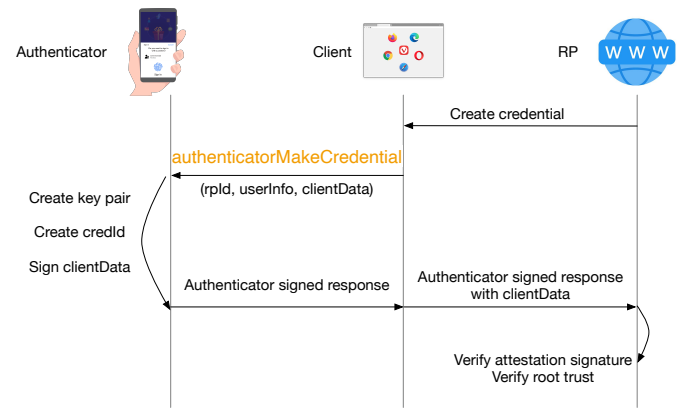 Authenticator
Client
RP
W W W
Create credential
authenticatorMakeCredential
(rpId, userInfo, clientData)
Create key pair
Create credId
Sign clientData
Authenticator signed response
Authenticator signed response
with clientData
Verify attestation signature
Verify root trust